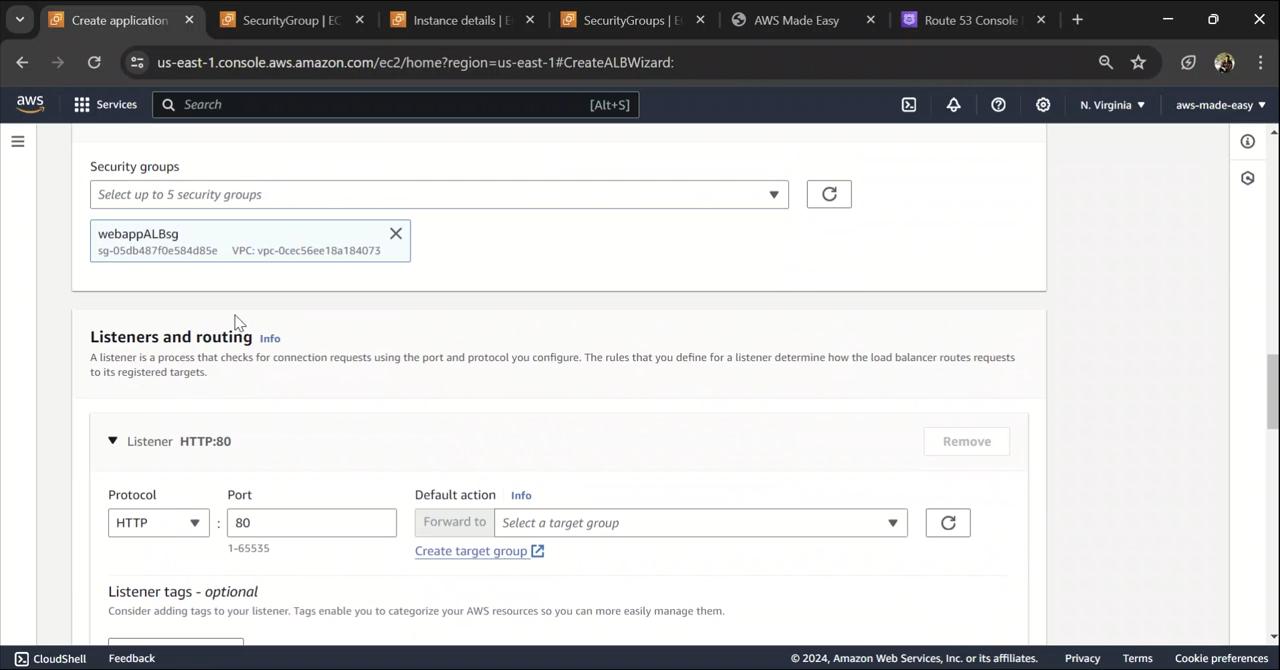 Create application
SecurityGroup | EC
Instance details | E
SecurityGroups | E
AWS Made Easy
Route 53 Console
us-east-1.console.aws.amazon.com/ec2/home?region=us-east-1#CreateALBWizard:
aws
Services
Search
[Alt+S]
N. Virginia
aws-made-easy
Security groups
Select up to 5 security groups
webappALBsg
sg-05db487f0e584d85e VPC: vpc-0cec56ee18a184073
Listeners and routing Info
A listener is a process that checks for connection requests using the port and protocol you configure. The rules that you define for a listener determine how the load balancer routes requests
to its registered targets.
Listener HTTP:80
Remove
Protocol
Port
Default action Info
HTTP
:
80
Forward to
Select a target group
1-65535
Create target group
Listener tags - optional
Consider adding tags to your listener. Tags enable you to categorize your AWS resources so you can more easily manage them.
CloudShell
Feedback
© 2024, Amazon Web Services, Inc. or its affiliates.
Privacy
Terms
Cookie preferences